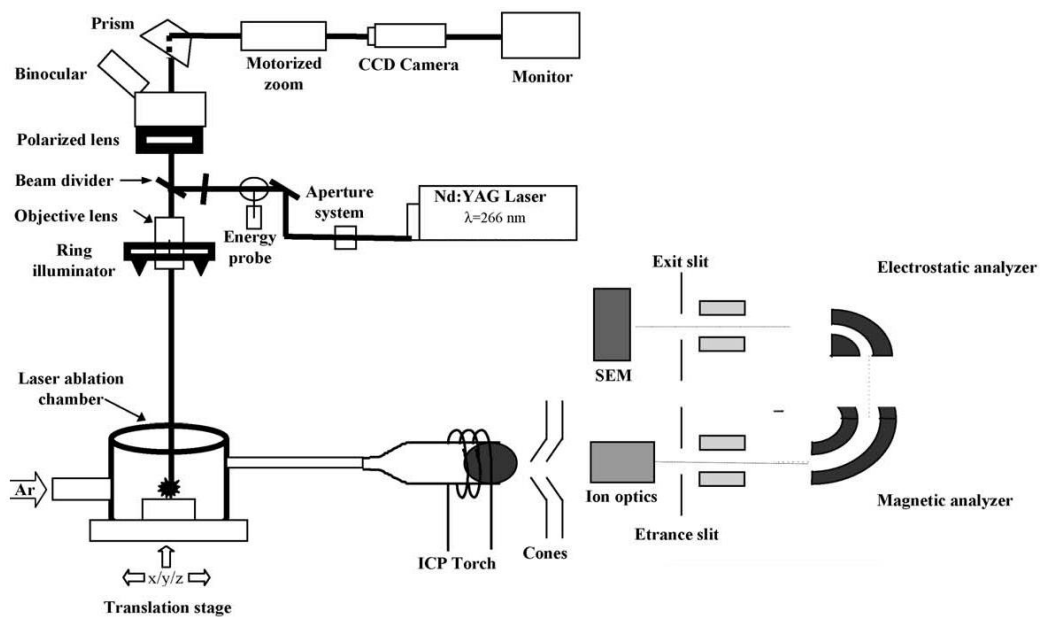 Prism
Motorized
zoom
CCD Camera
Monitor
Binocular
Polarized lens
Beam divider
Objective lens
Ring
illuminator
Energy
probe
Aperture
system
Nd:YAG Laser
λ=266 nm
Exit slit
Electrostatic analyzer
SEM
Laser ablation
chamber
Ar
Ion optics
Magnetic analyzer
Etrance slit
ICP Torch
Cones
x/y/z
Translation stage